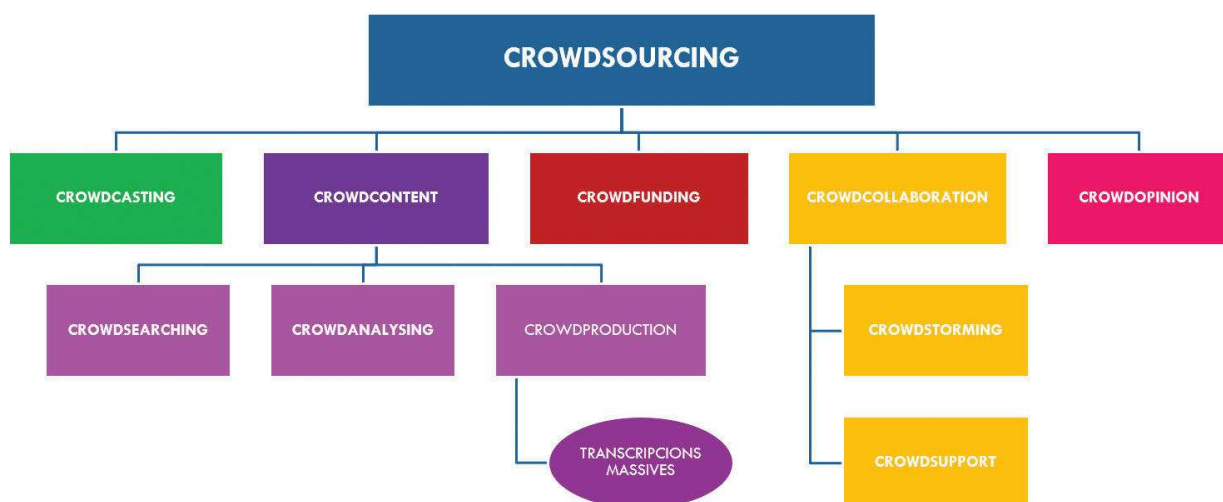 CROWDSOURCING
CROWDCASTING
CROWDCONTENT
CROWDFUNDING
CROWDCOLLABORATION
CROWDOPINION
CROWDSEARCHING
CROWDANALYSING
CROWDPRODUCTION
CROWDSTORMING
TRANSCRIPCIONS
MASSIVES
CROWDSUPPORT